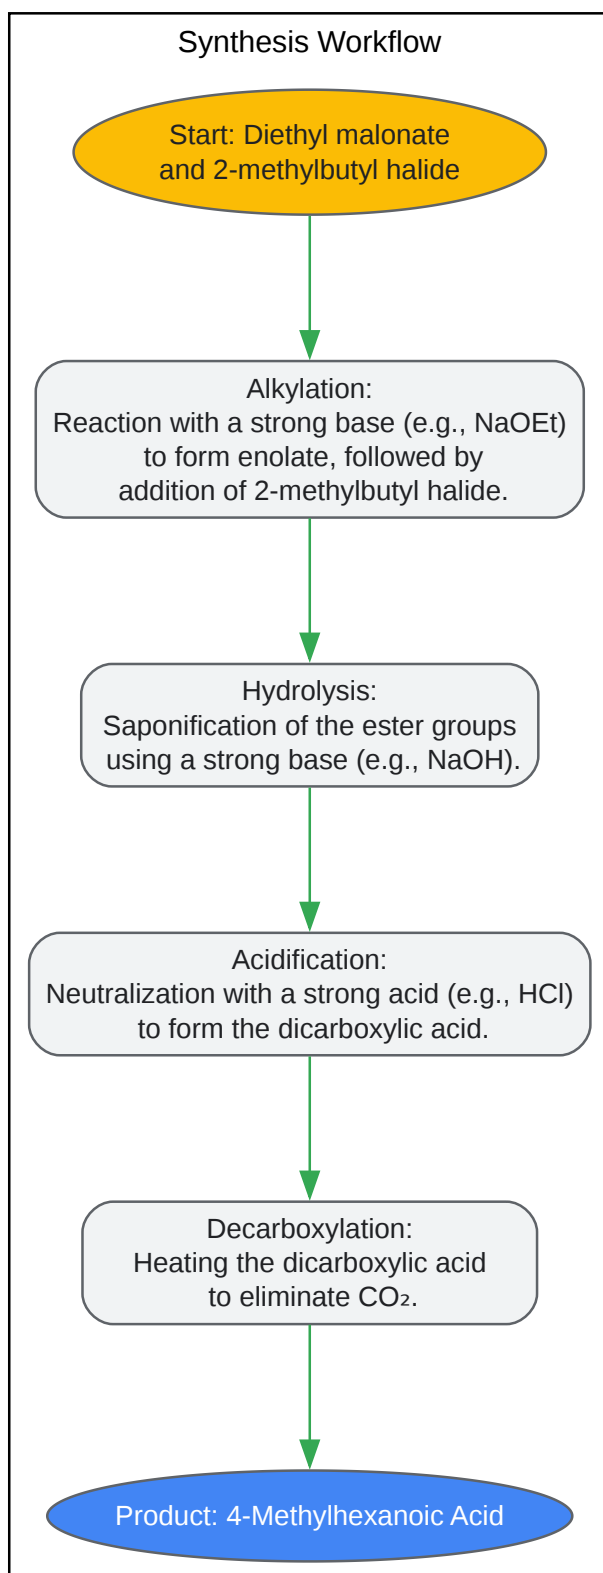 Synthesis Workflow
Start: Diethyl malonate
and 2-methylbutyl halide
Alkylation:
Reaction with a strong base (e.g., NaOEt)
to form enolate, followed by
addition of 2-methylbutyl halide.
Hydrolysis:
Saponification of the ester groups
using a strong base (e.g., NaOH).
Acidification:
Neutralization with a strong acid (e.g., HCl)
to form the dicarboxylic acid.
Decarboxylation:
Heating the dicarboxylic acid
to eliminate CO₂.
Product: 4-Methylhexanoic Acid